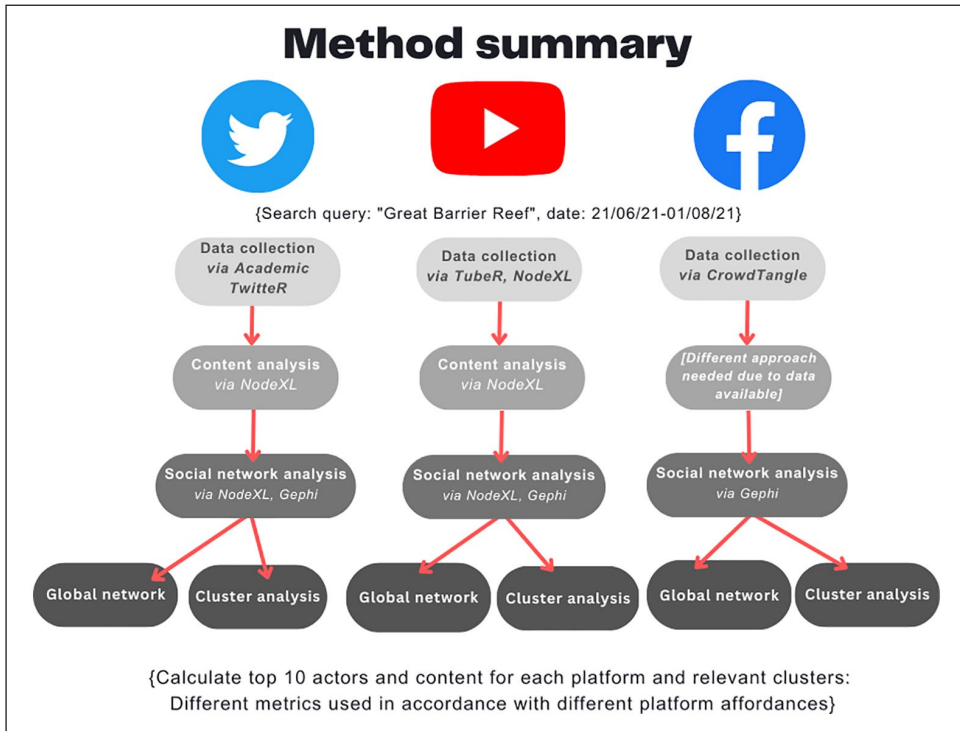 Method summary
{Search query: "Great Barrier Reef", date: 21/06/21-01/08/21}
Data collection
via Academic
TwitteR
Data collection
via TubeR, NodeXL
Data collection
via CrowdTangle
Content analysis
via NodeXL
Content analysis
via NodeXL
[Different approach
needed due to data
available]
Social network analysis
via NodeXL, Gephi
Social network analysis
via NodeXL, Gephi
Social network analysis
via Gephi
Global network
Cluster analysis
Global network
Cluster analysis
Global network
Cluster analysis
{Calculate top 10 actors and content for each platform and relevant clusters:
Different metrics used in accordance with different platform affordances}